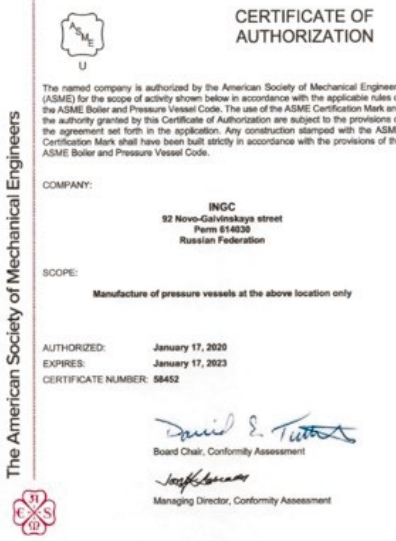 CERTIFICATE OF
AUTHORIZATION
ASME
U
The named company is authorized by the American Society of Mechanical Engineer
(ASME) for the scope of activity shown below in accordance with the applicable rules o
the ASME Boiler and Pressure Vessel Code. The use of the ASME Certification Mark an
the authority granted by this Certificate of Authorization are subject to the provisions o
the agreement set forth in the application. Any construction stamped with the ASM
Certification Mark shall have been built strictly in accordance with the provisions of th
ASME Boiler and Pressure Vessel Code.
COMPANY:
INGC
92 Novo-Galvinskaya street
Perm 614030
Russian Federation
SCOPE:
Manufacture of pressure vessels at the above location only
AUTHORIZED: January 17, 2020
EXPIRES: January 17, 2023
CERTIFICATE NUMBER: 58452
Board Chair, Conformity Assessment
Managing Director, Conformity Assessment
The American Society of Mechanical Engineers